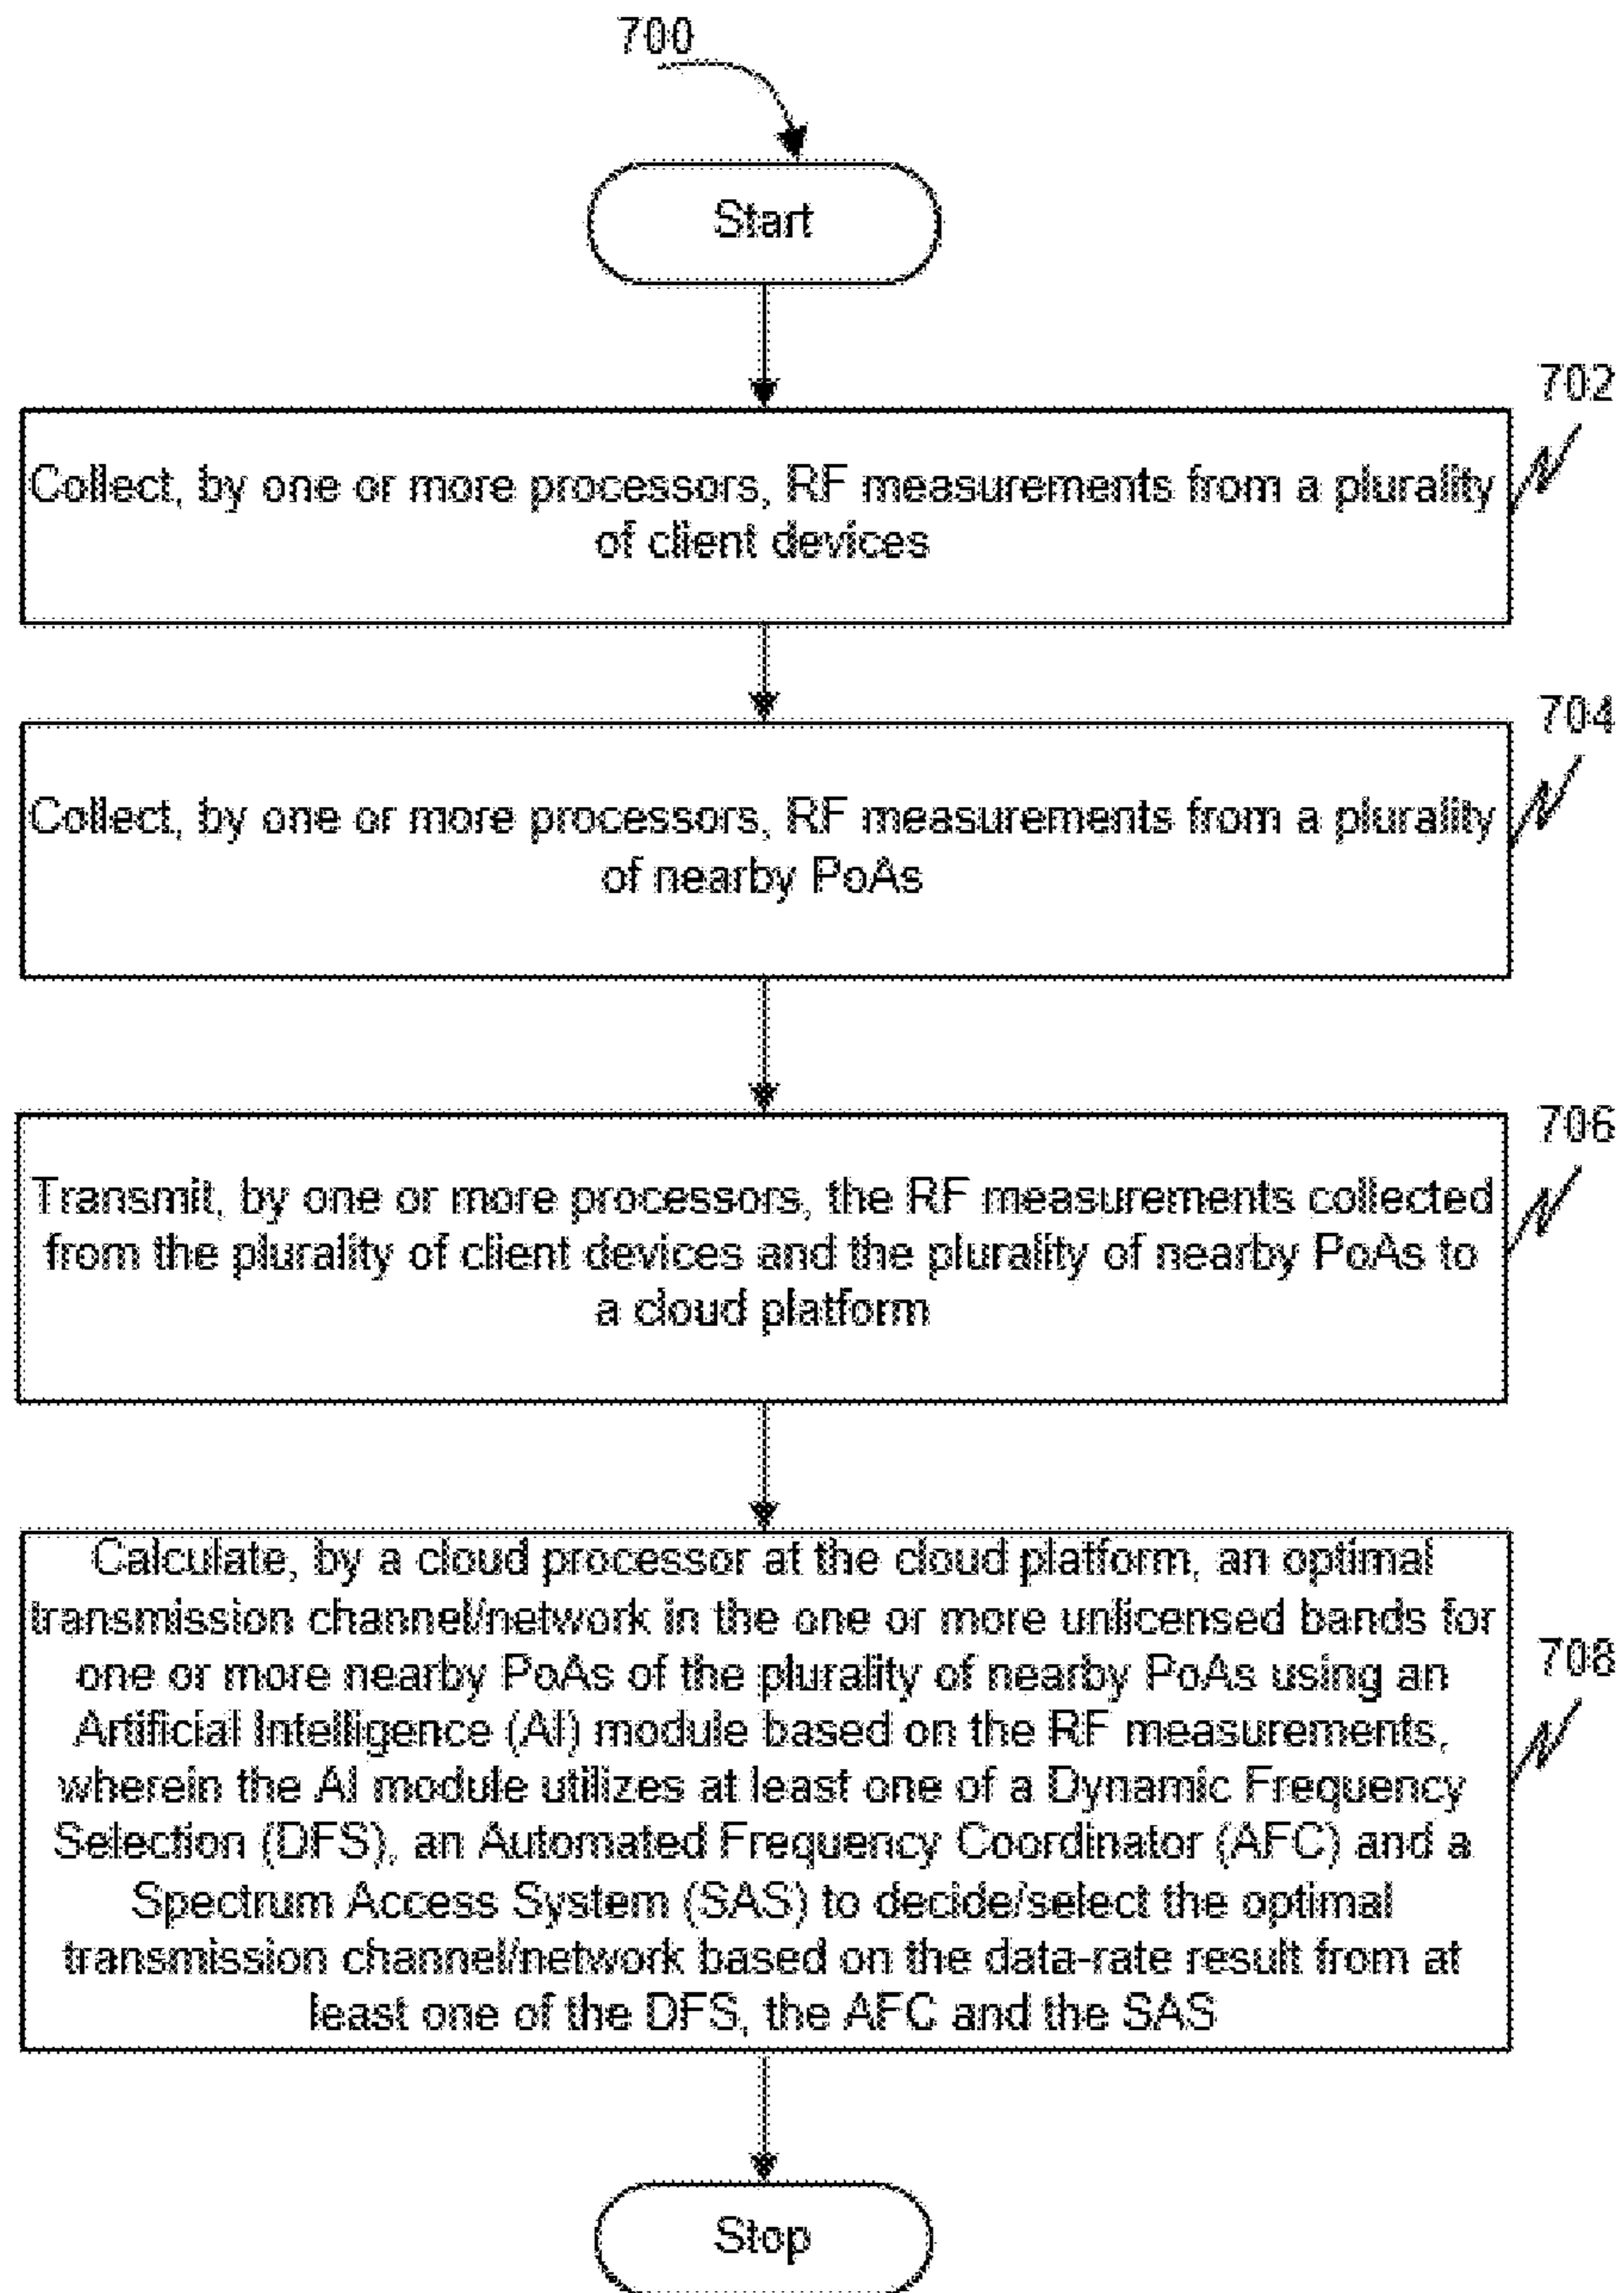 700
Start
702
Collect, by one or more processors, RF measurements from a plurality
of client devices
704
Collect, by one or more processors, RF measurements from a plurality
of nearby PoAs
706
Transmit, by one or more processors, the RF measurements collected
from the plurality of client devices and the plurality of nearby PoAs to
a cloud platform
708
Calculate, by a cloud processor at the cloud platform, an optimal
transmission channel/network in the one or more unlicensed bands for
one or more nearby PoAs of the plurality of nearby PoAs using an
Artificial Intelligence (AI) module based on the RF measurements,
wherein the AI module utilizes at least one of a Dynamic Frequency
Selection (DFS), an Automated Frequency Coordinator (AFC) and a
Spectrum Access System (SAS) to decide/select the optimal
transmission channel/network based on the data-rate result from at
least one of the DFS, the AFC and the SAS
Stop